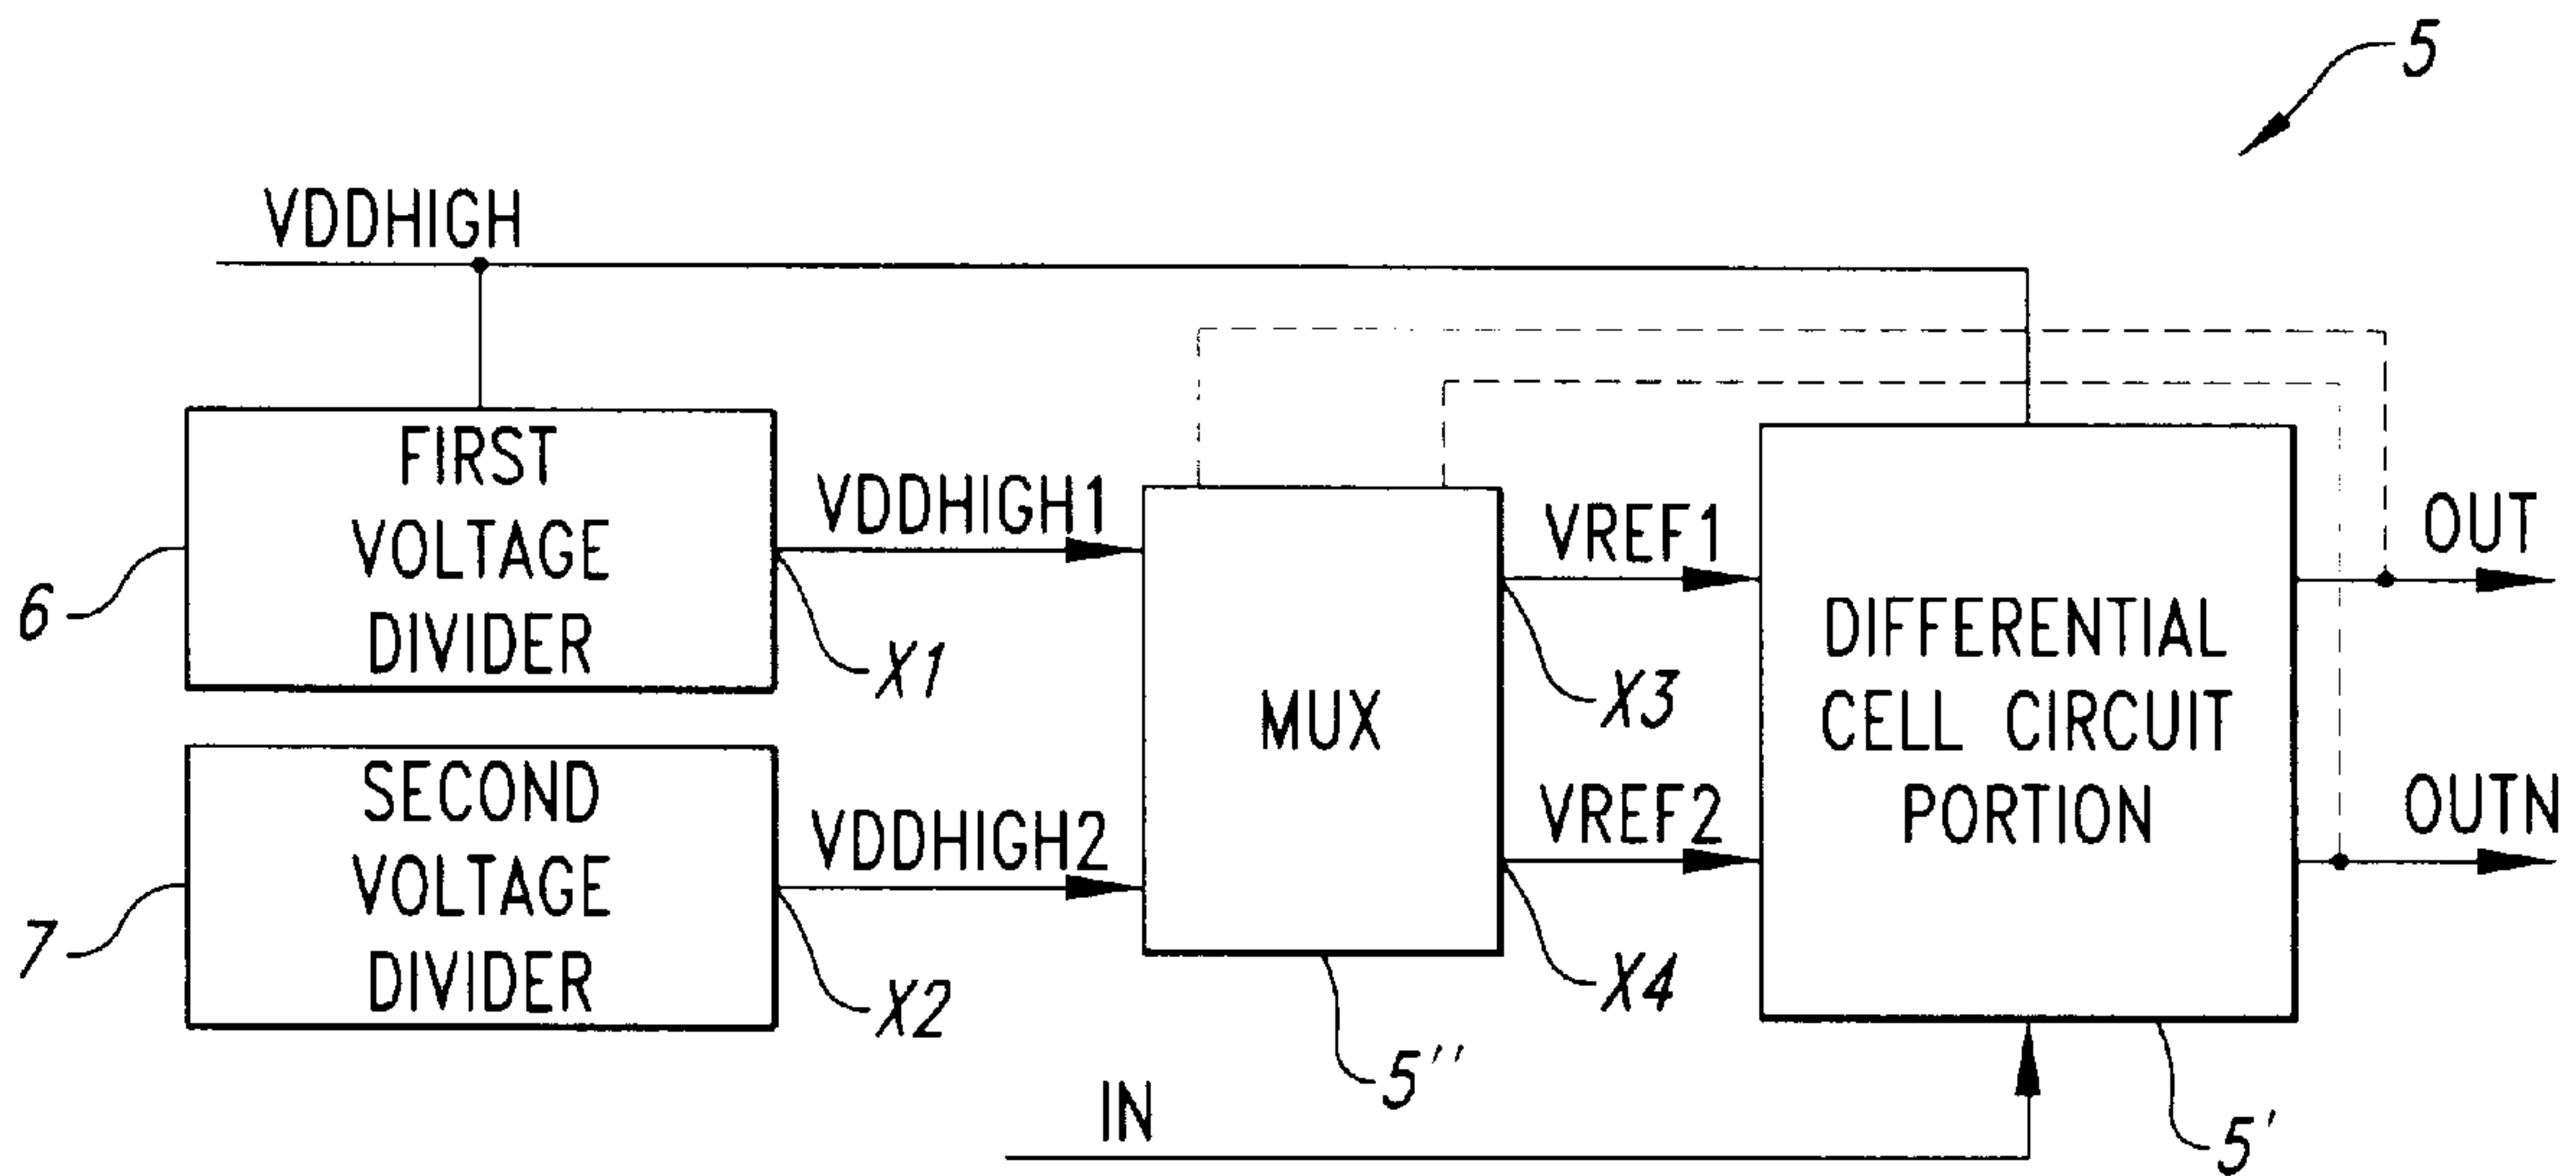 5
VDDHIGH
FIRST
VOLTAGE
DIVIDER
6
VDDHIGH1
X1
SECOND
VOLTAGE
DIVIDER
7
VDDHIGH2
X2
MUX
5''
VREF1
X3
VREF2
X4
DIFFERENTIAL
CELL CIRCUIT
PORTION
5'
OUT
OUTN
IN